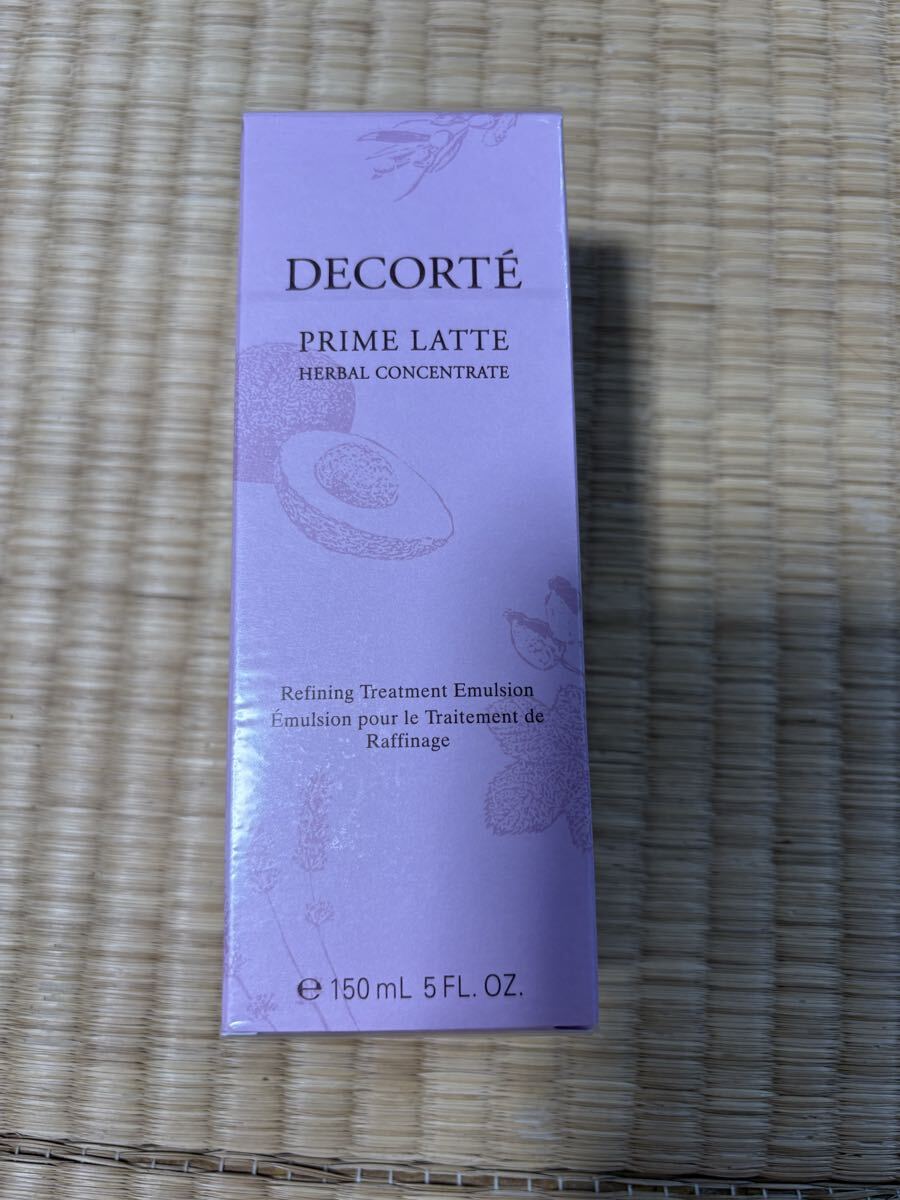 DECORTÉ
PRIME LATTE
HERBAL CONCENTRATE
Refining Treatment Emulsion
Émulsion pour le Traitement de
Raffinage
℮ 150 mL 5 FL. OZ.